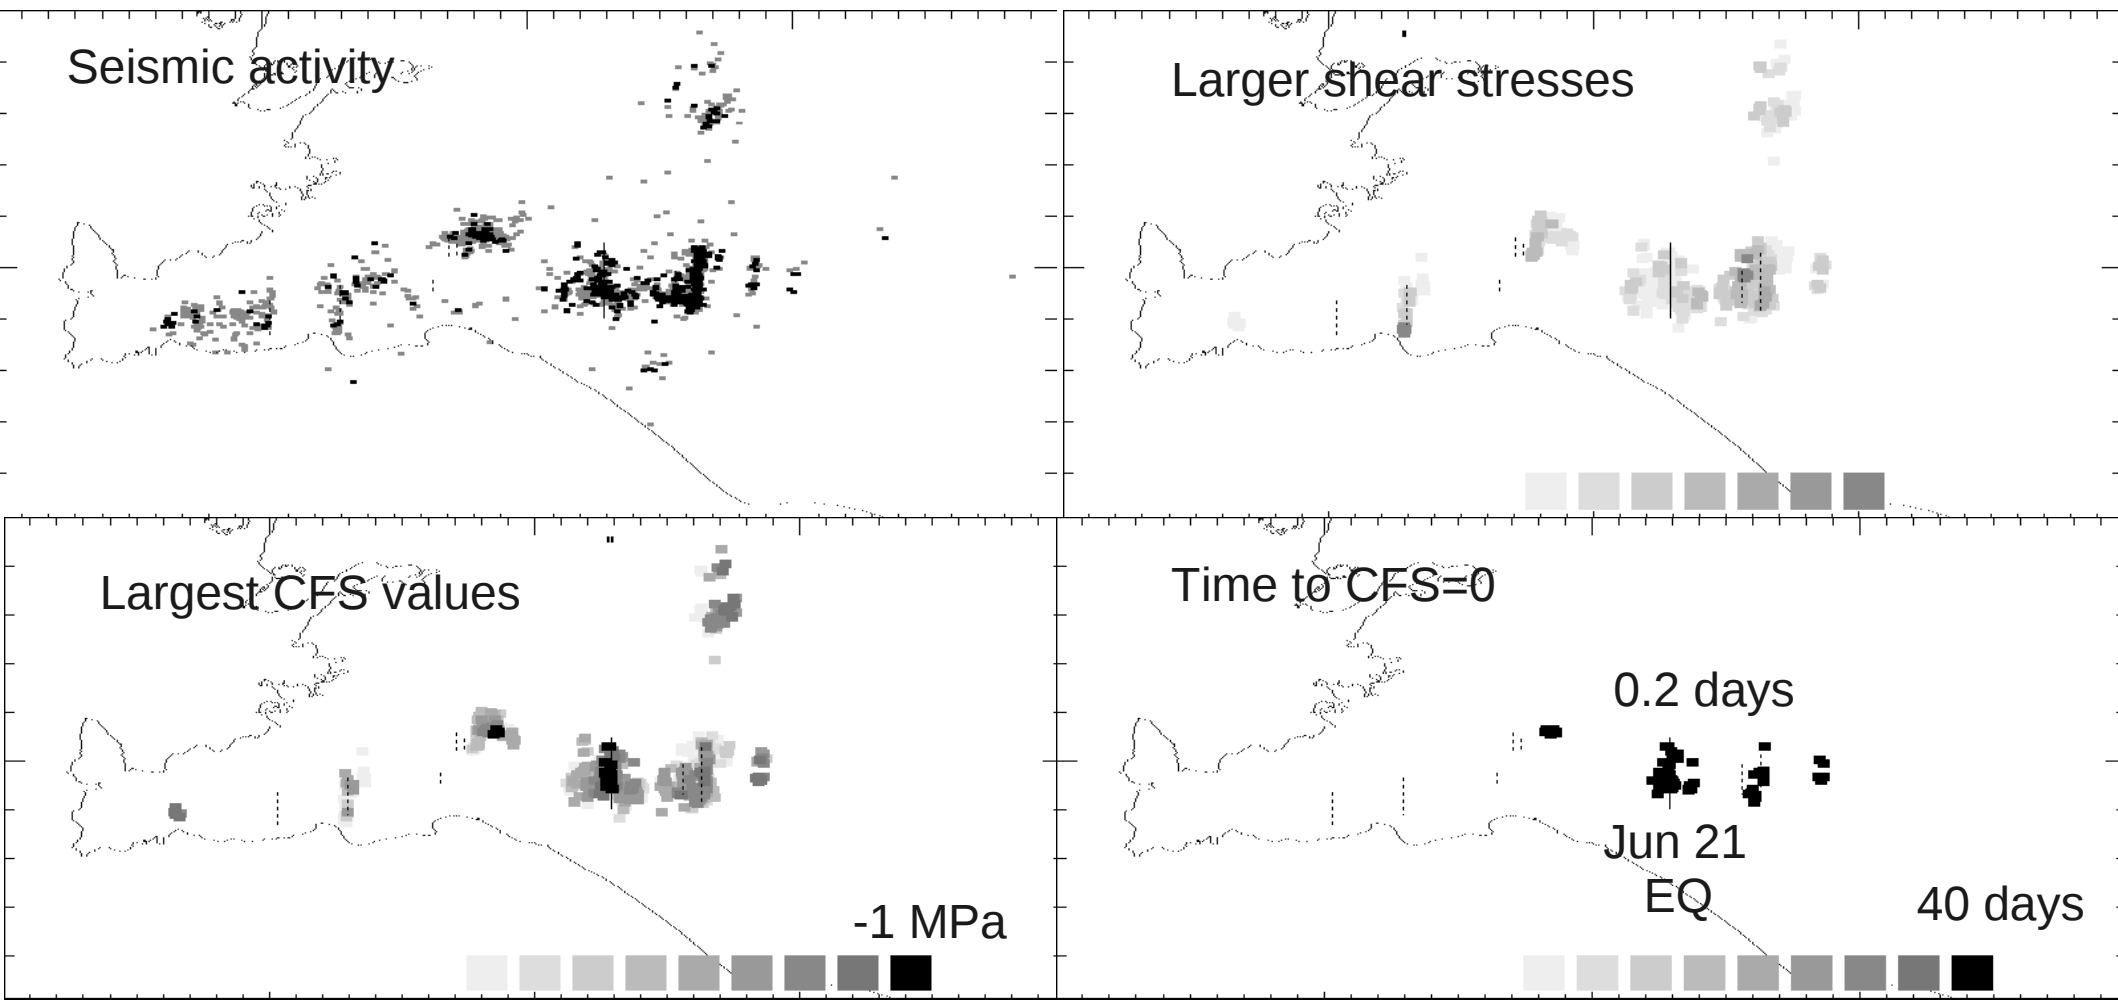 Seismic activity
Larger shear stresses
Largest CFS values
-1 MPa
Time to CFS=0
0.2 days
Jun 21
EQ
40 days